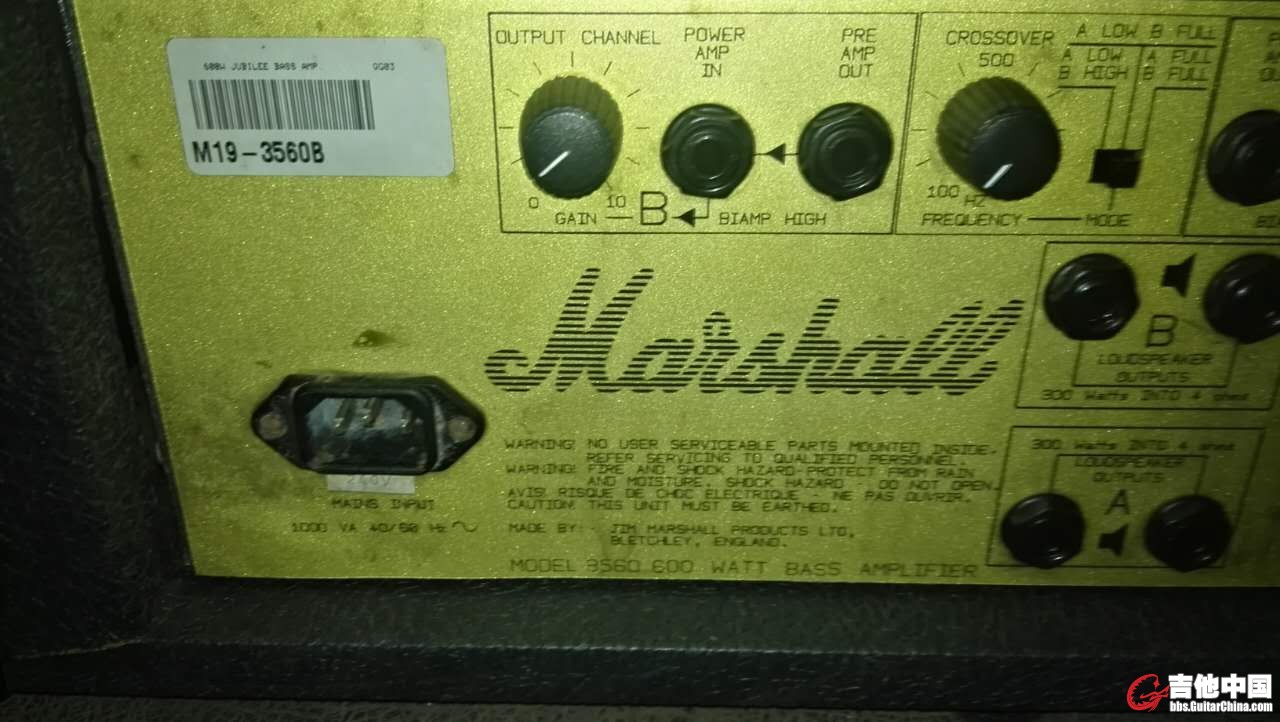 600W JUBILEE BASS AMP 0G03
M19-3560B
OUTPUT CHANNEL
POWER
AMP
IN
PRE
AMP
OUT
0 10
GAIN B BIAMP HIGH
CROSSOVER
500
A LOW B FULL
A LOW A FULL
B HIGH B FULL
100 HZ
FREQUENCY MODE
B
LOUDSPEAKER
OUTPUTS
300 Watts INTO 4 ohms
Marshall
300 Watts INTO 4 ohms
LOUDSPEAKER
OUTPUTS
A
240V
MAINS INPUT
1000 VA 40/60 Hz
WARNING: NO USER SERVICEABLE PARTS MOUNTED INSIDE.
REFER SERVICING TO QUALIFIED PERSONNEL
WARNING: FIRE AND SHOCK HAZARD-PROTECT FROM RAIN
AND MOISTURE. SHOCK HAZARD - DO NOT OPEN.
AVIS: RISQUE DE CHOC ELECTRIQUE - NE PAS OUVRIR.
CAUTION: THIS UNIT MUST BE EARTHED.
MADE BY:- JIM MARSHALL PRODUCTS LTD,
BLETCHLEY, ENGLAND.
MODEL 3560 600 WATT BASS AMPLIFIER
吉他中国
bbs.GuitarChina.com